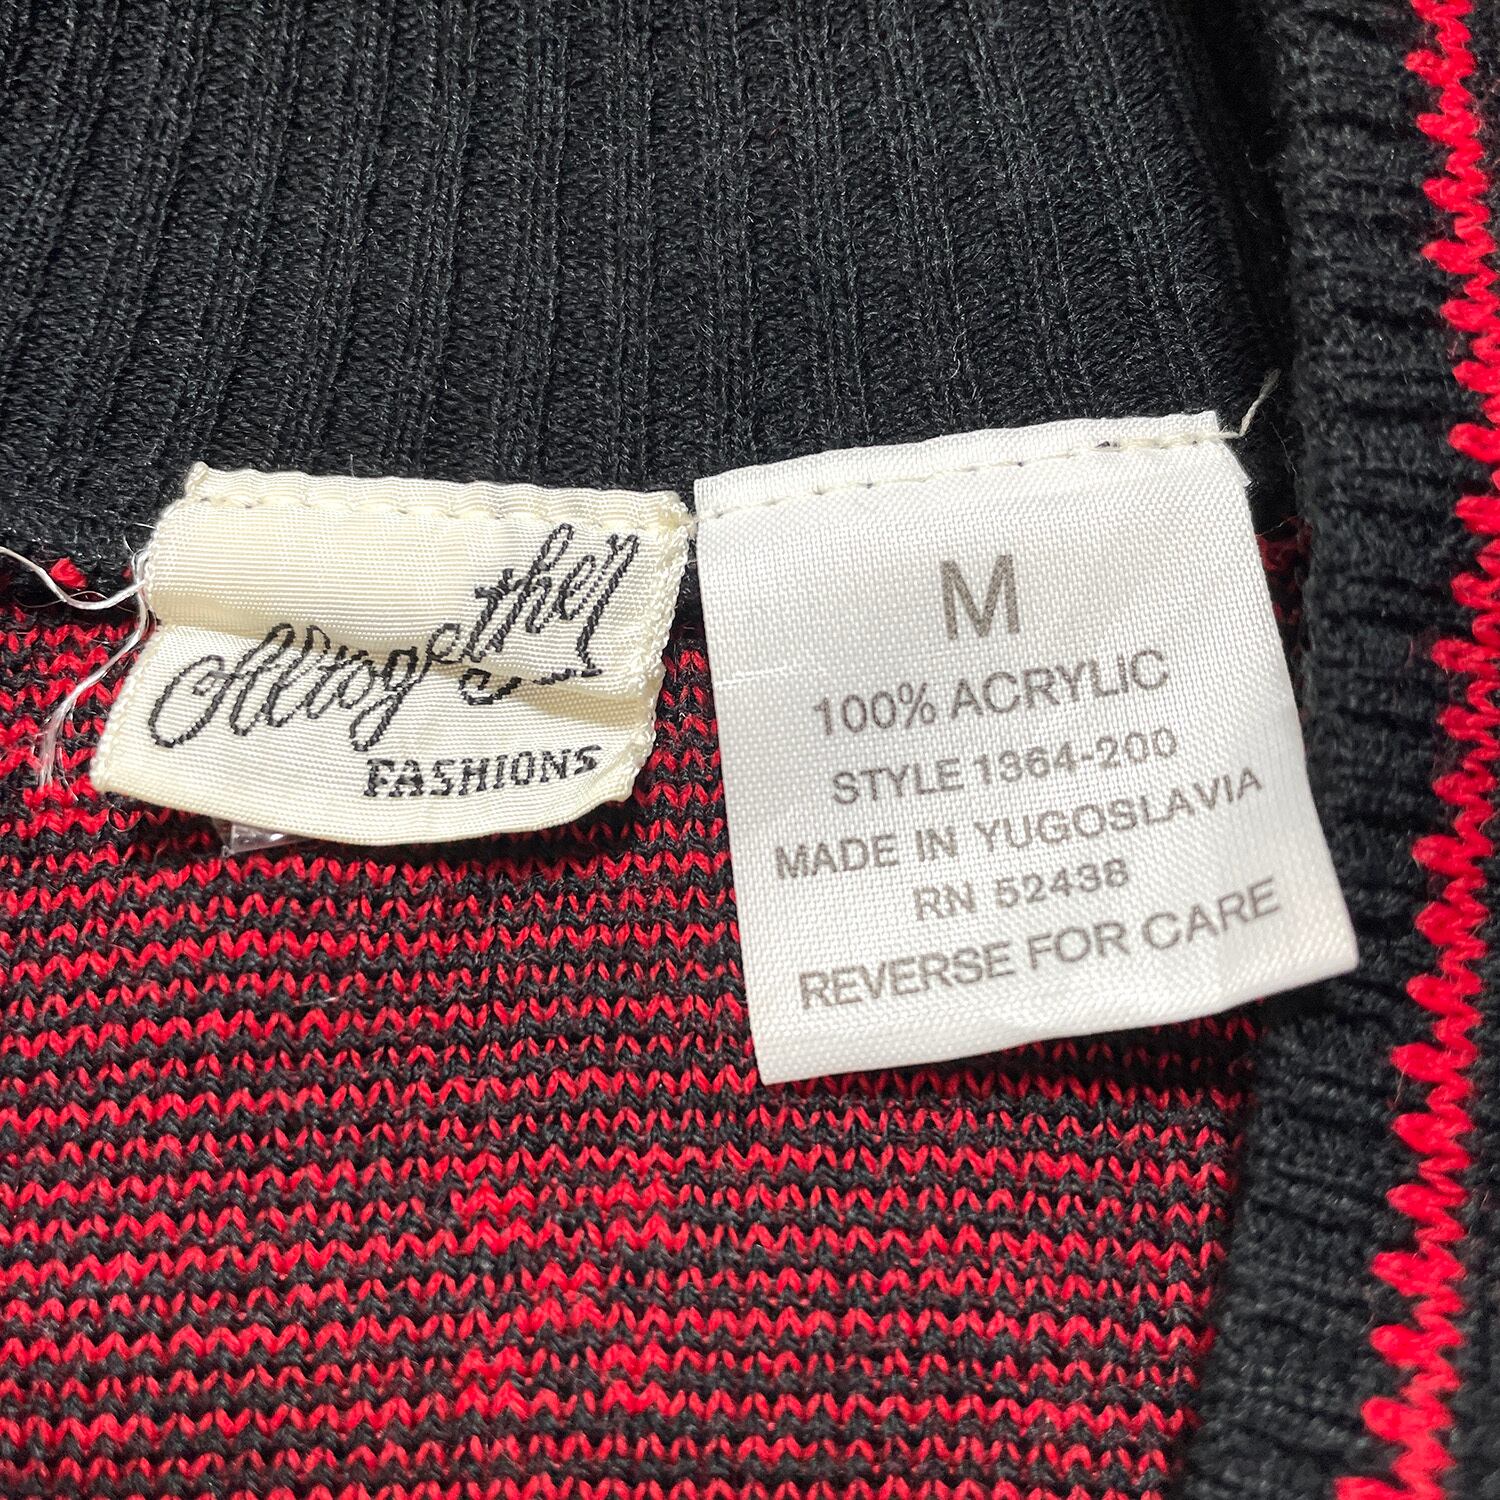 Altogether
FASHIONS
M
100% ACRYLIC
STYLE 1364-200
MADE IN YUGOSLAVIA
RN 52438
REVERSE FOR CARE